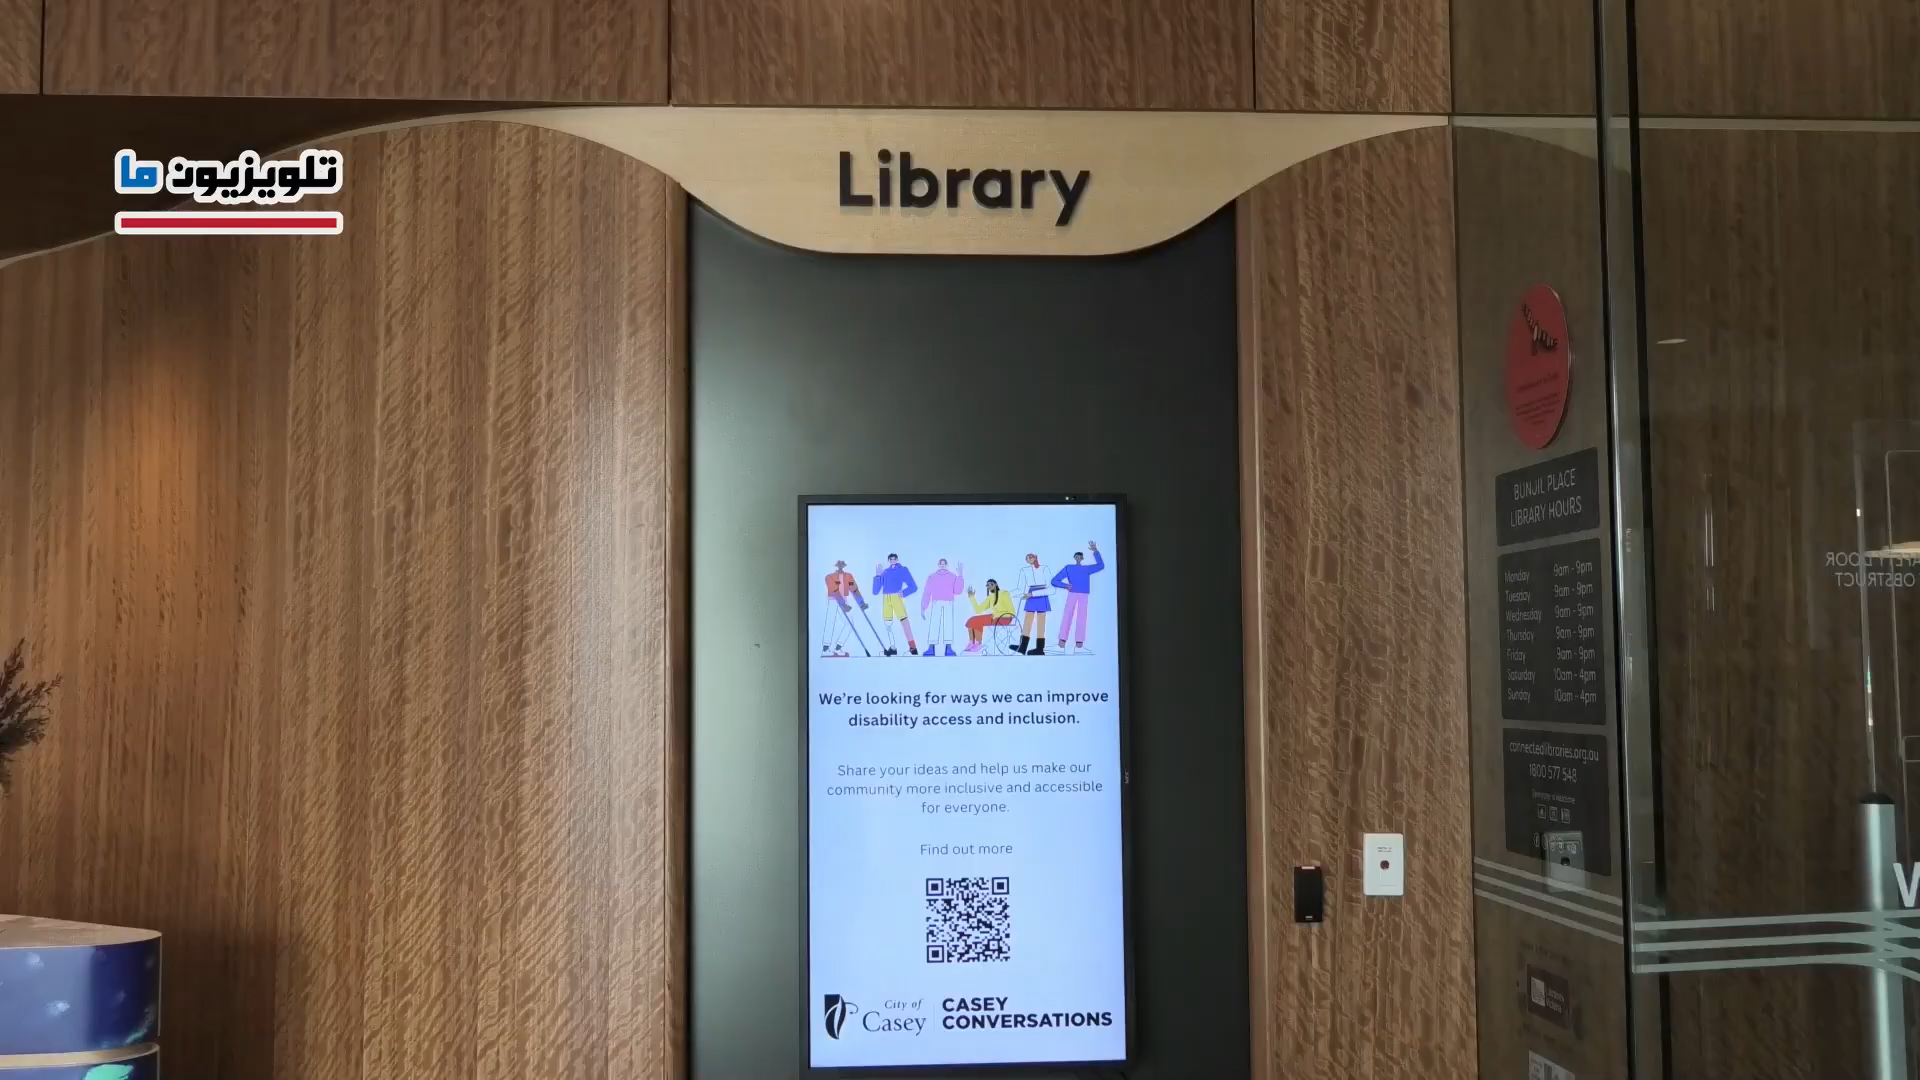 تلویزیون ما
Library
We're looking for ways we can improve
disability access and inclusion.
Share your ideas and help us make our
community more inclusive and accessible
for everyone.
Find out more
City of
Casey
CASEY
CONVERSATIONS
BUNJIL PLACE
LIBRARY HOURS
Monday 9am - 9pm
Tuesday 9am - 9pm
Wednesday 9am - 9pm
Thursday 9am - 9pm
Friday 9am - 9pm
Saturday 10am - 4pm
Sunday 10am - 4pm
connectedlibraries.org.au
1800 577 548